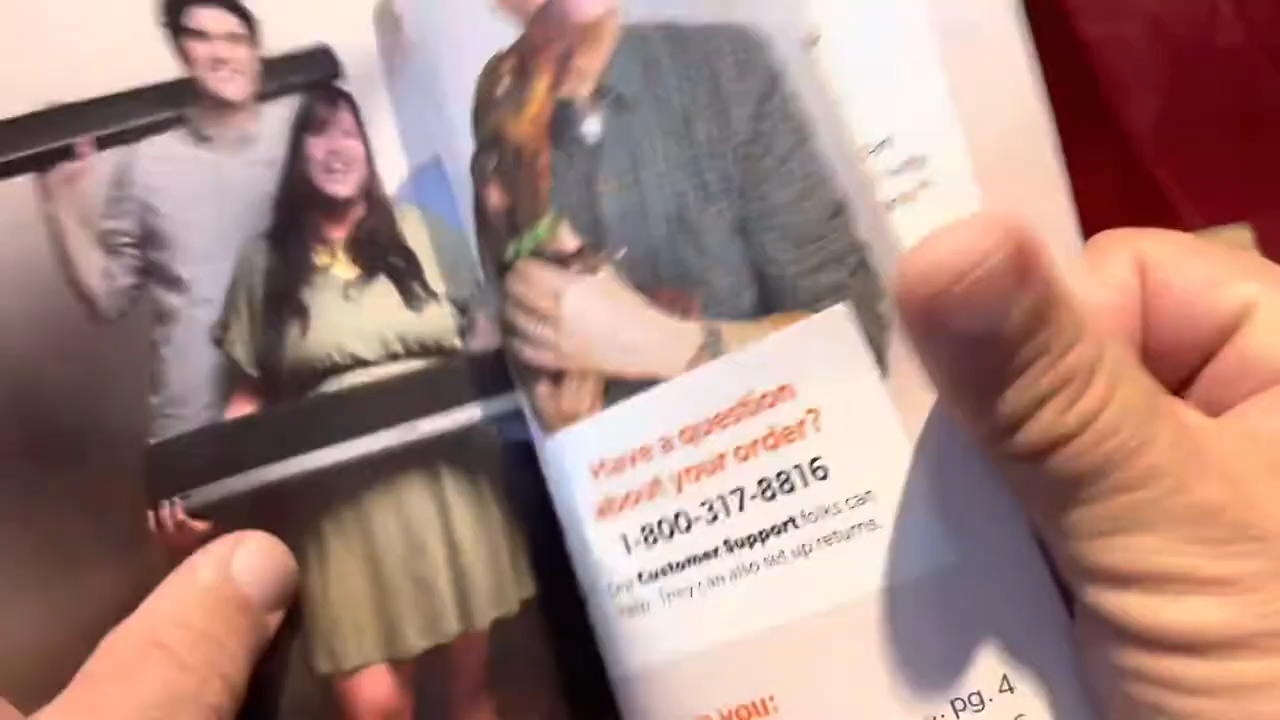 Have a question
about your order?
1-800-317-8816
Our Customer Support folks can
help. They can also set up returns.
you:
pg. 4